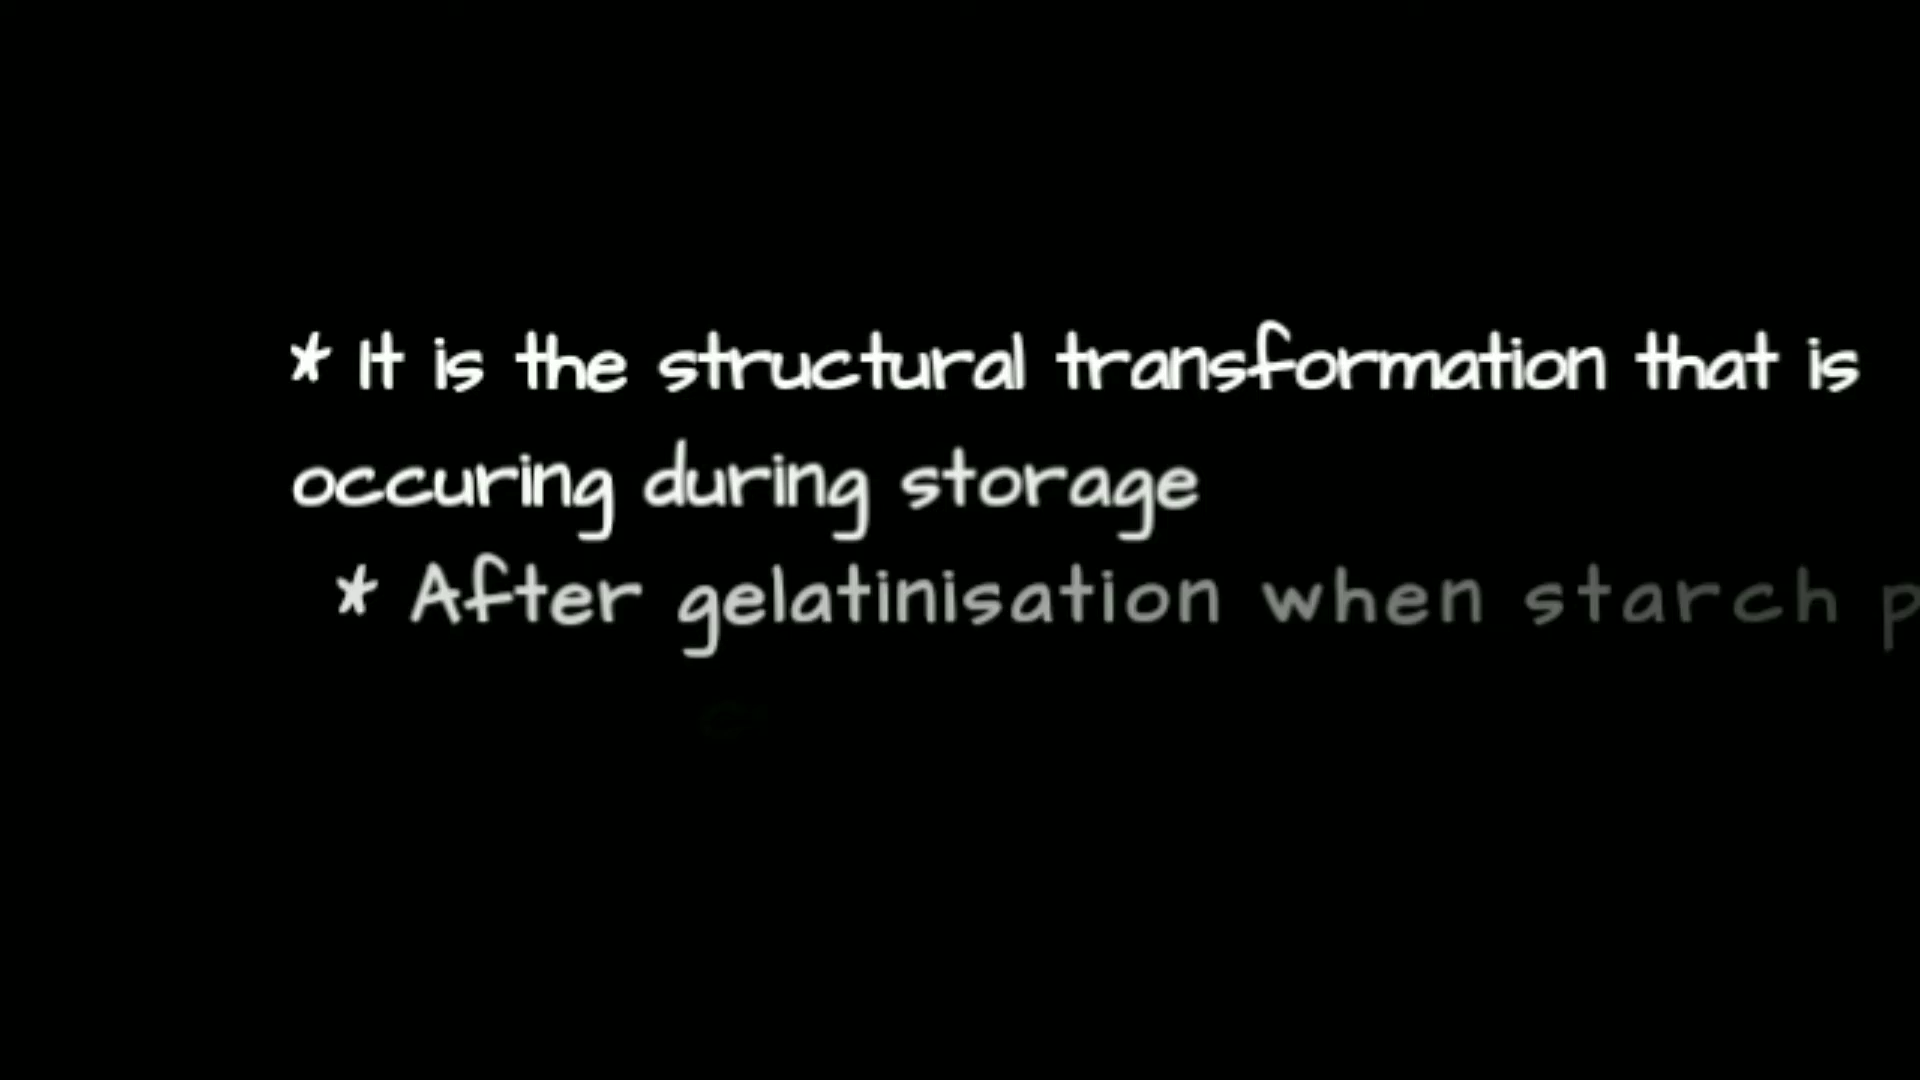 * It is the structural transformation that is
occuring during storage
* After gelatinisation when starch